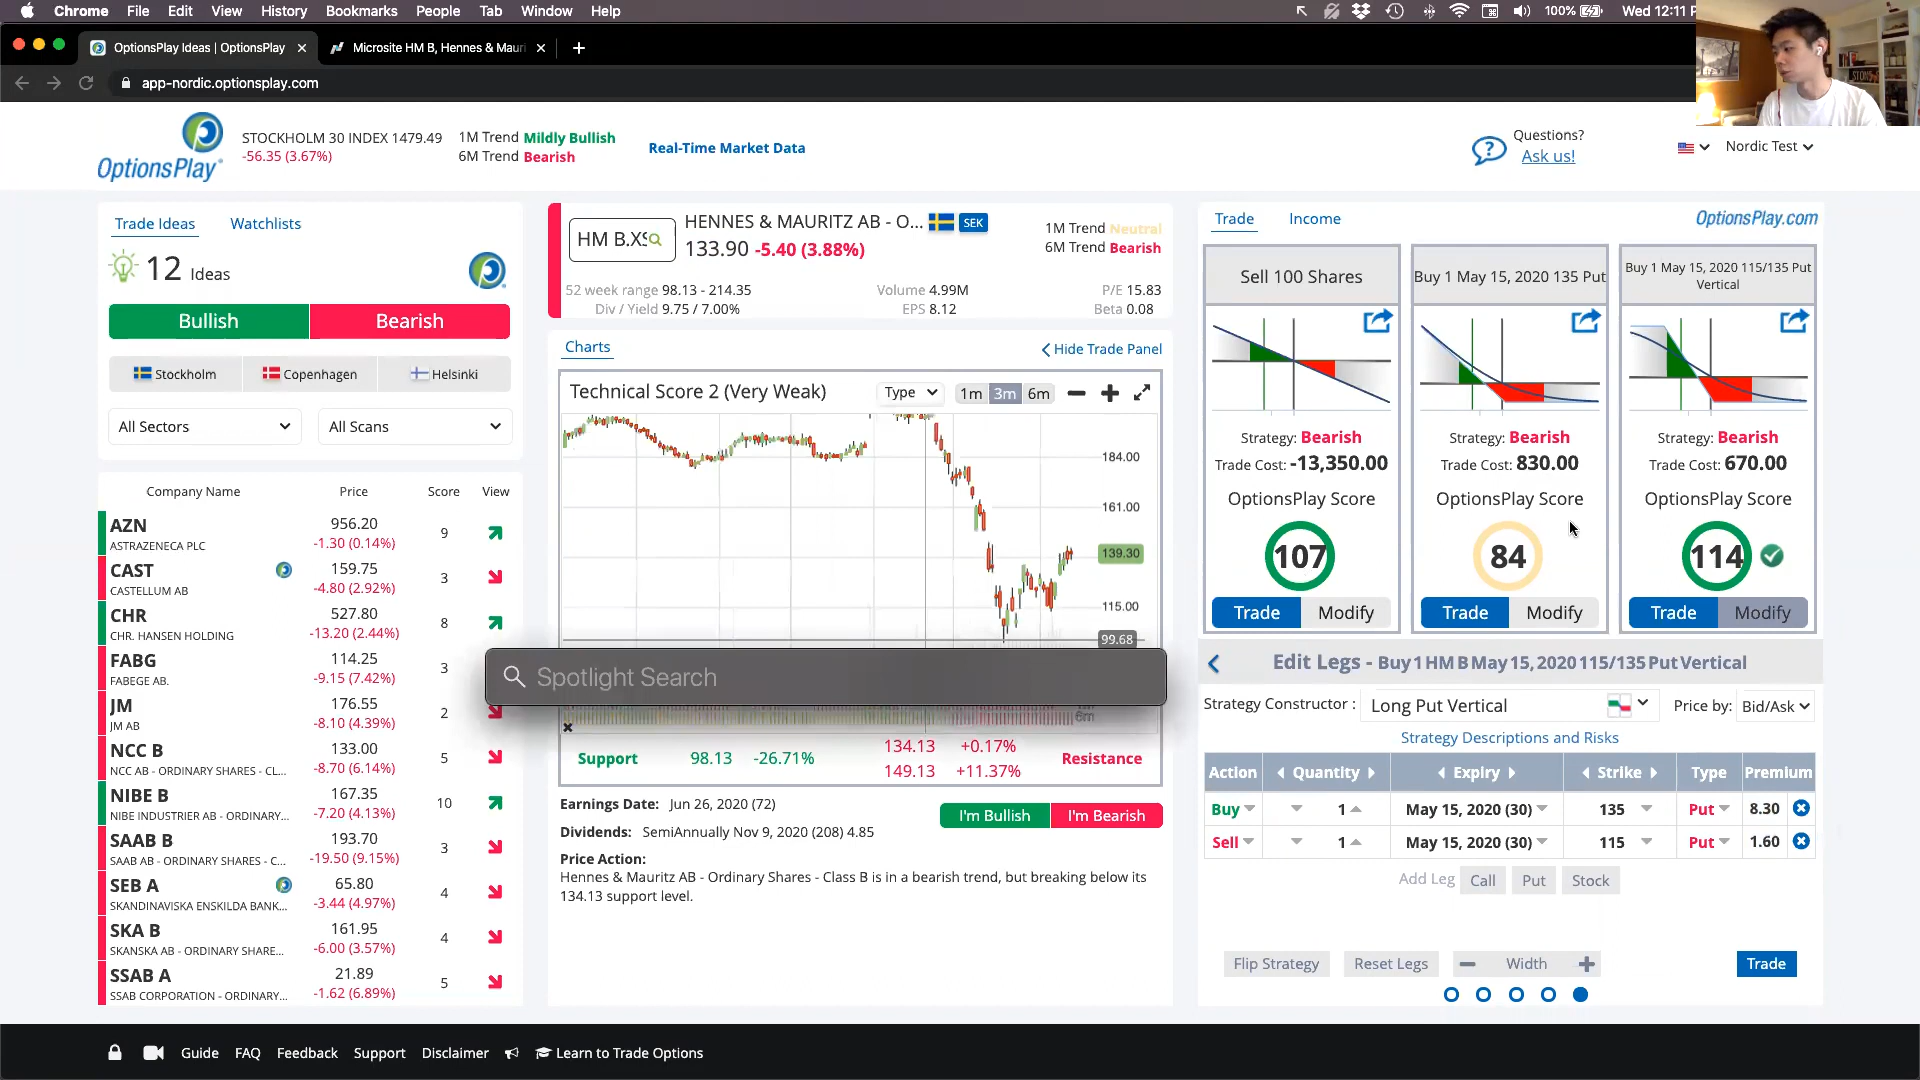 Chrome File Edit View History Bookmarks People Tab Window Help 100% Wed 12:11 P
OptionsPlay Ideas | OptionsPlay
Microsite HM B, Hennes & Mauri
app-nordic.optionsplay.com
OptionsPlay
STOCKHOLM 30 INDEX 1479.49
-56.35 (3.67%)
1M Trend Mildly Bullish
6M Trend Bearish
Real-Time Market Data
Questions?
Ask us!
Nordic Test
Trade Ideas Watchlists
12 Ideas
Bullish Bearish
Stockholm Copenhagen Helsinki
All Sectors All Scans
Company Name Price Score View
AZN 956.20
ASTRAZENECA PLC -1.30 (0.14%) 9
CAST 159.75
CASTELLUM AB -4.80 (2.92%) 3
CHR 527.80
CHR. HANSEN HOLDING -13.20 (2.44%) 8
FABG 114.25
FABEGE AB. -9.15 (7.42%) 3
JM 176.55
JM AB -8.10 (4.39%) 2
NCC B 133.00
NCC AB - ORDINARY SHARES - CL... -8.70 (6.14%) 5
NIBE B 167.35
NIBE INDUSTRIER AB - ORDINARY... -7.20 (4.13%) 10
SAAB B 193.70
SAAB AB - ORDINARY SHARES - C... -19.50 (9.15%) 3
SEB A 65.80
SKANDINAVISKA ENSKILDA BANK... -3.44 (4.97%) 4
SKA B 161.95
SKANSKA AB - ORDINARY SHARE... -6.00 (3.57%) 4
SSAB A 21.89
SSAB CORPORATION - ORDINARY... -1.62 (6.89%) 5
HM B.XS
HENNES & MAURITZ AB - O... SEK
133.90 -5.40 (3.88%)
1M Trend Neutral
6M Trend Bearish
52 week range 98.13 - 214.35 Volume 4.99M P/E 15.83
Div / Yield 9.75 / 7.00% EPS 8.12 Beta 0.08
Charts Hide Trade Panel
Technical Score 2 (Very Weak) Type 1m 3m 6m
184.00
161.00
139.30
115.00
99.68
Spotlight Search
6m
Support 98.13 -26.71% 134.13 +0.17% Resistance
149.13 +11.37%
Earnings Date: Jun 26, 2020 (72)
I'm Bullish I'm Bearish
Dividends: SemiAnnually Nov 9, 2020 (208) 4.85
Price Action:
Hennes & Mauritz AB - Ordinary Shares - Class B is in a bearish trend, but breaking below its
134.13 support level.
Trade Income OptionsPlay.com
Sell 100 Shares
Strategy: Bearish
Trade Cost: -13,350.00
OptionsPlay Score
107
Trade Modify
Buy 1 May 15, 2020 135 Put
Strategy: Bearish
Trade Cost: 830.00
OptionsPlay Score
84
Trade Modify
Buy 1 May 15, 2020 115/135 Put
Vertical
Strategy: Bearish
Trade Cost: 670.00
OptionsPlay Score
114
Trade Modify
Edit Legs - Buy 1 HM B May 15, 2020 115/135 Put Vertical
Strategy Constructor : Long Put Vertical Price by: Bid/Ask
Strategy Descriptions and Risks
Action Quantity Expiry Strike Type Premium
Buy 1 May 15, 2020 (30) 135 Put 8.30
Sell 1 May 15, 2020 (30) 115 Put 1.60
Add Leg Call Put Stock
Flip Strategy Reset Legs Width Trade
Guide FAQ Feedback Support Disclaimer Learn to Trade Options